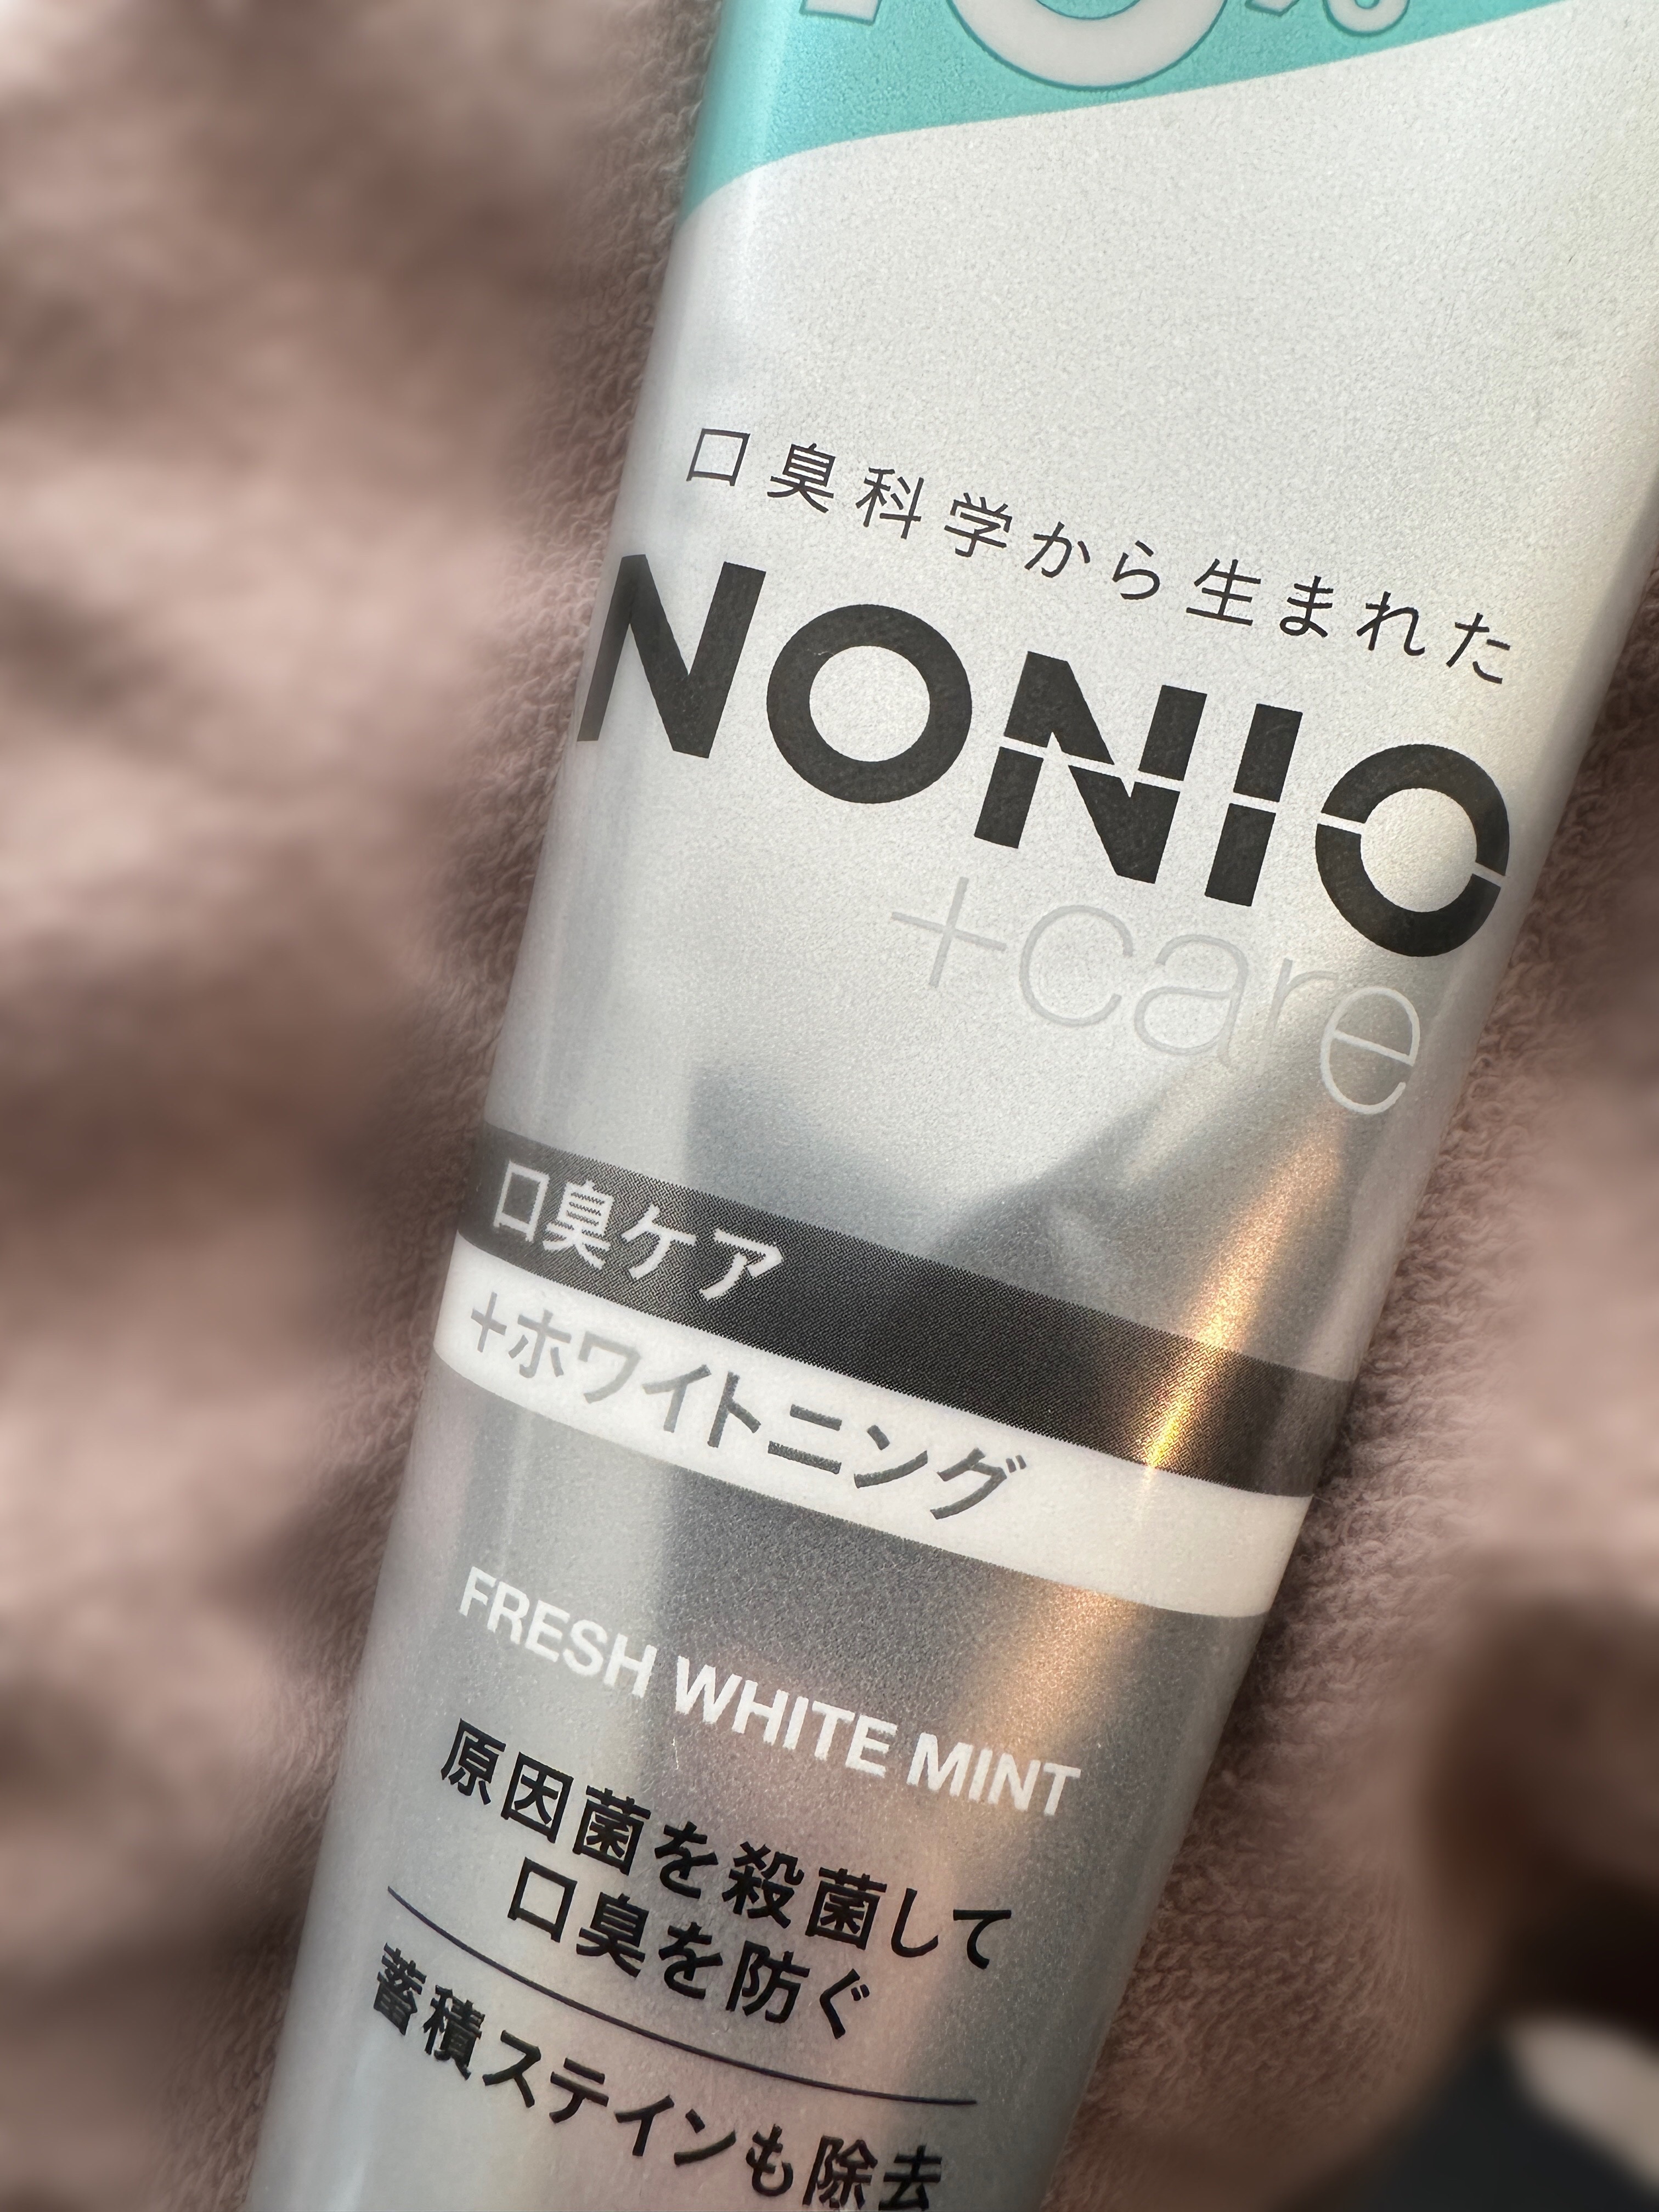 口臭科学から生まれた
NONIO
+care
口臭ケア
+ホワイトニング
FRESH WHITE MINT
原因菌を殺菌して
口臭を防ぐ
蓄積ステインも除去